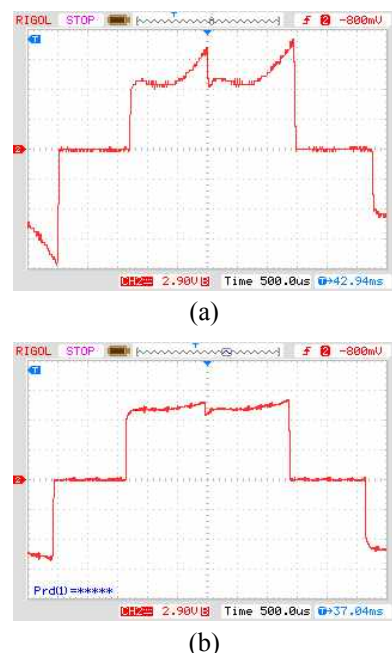 RIGOL STOP f 2 -800mV
T
2
CH2 2.90V B Time 500.0us T→42.94ms
(a)
RIGOL STOP f 2 -800mV
T
2
Prd(1)=*****
CH2 2.90V B Time 500.0us T→37.04ms
(b)